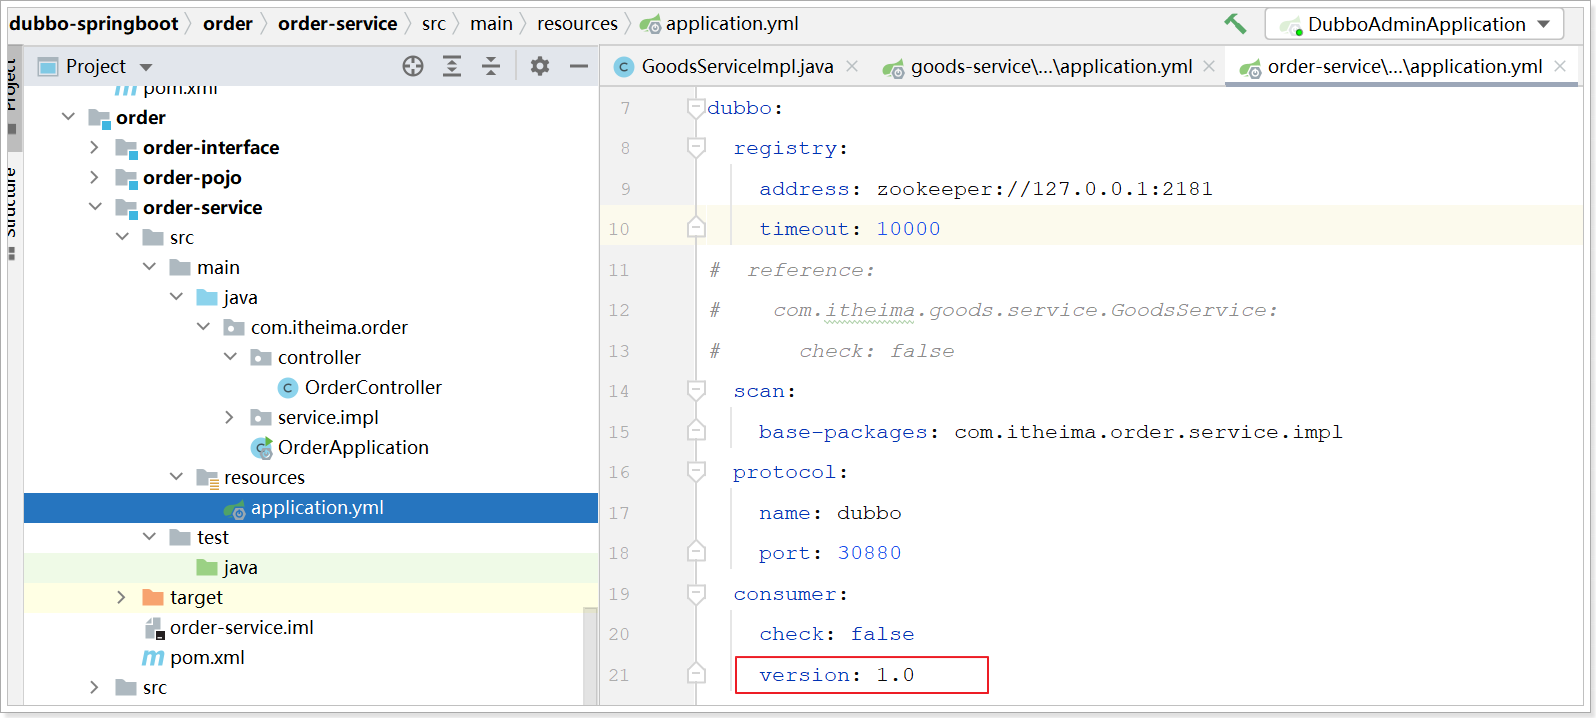 dubbo-springboot order order-service src main resources application.yml DubboAdminApplication
Project
Project
Structure
pom.xml
order
order-interface
order-pojo
order-service
src
main
java
com.itheima.order
controller
OrderController
service.impl
OrderApplication
resources
application.yml
test
java
target
order-service.iml
pom.xml
src
GoodsServiceImpl.java goods-service\...\application.yml order-service\...\application.yml
7 dubbo:
8 registry:
9 address: zookeeper://127.0.0.1:2181
10 timeout: 10000
11 # reference:
12 # com.itheima.goods.service.GoodsService:
13 # check: false
14 scan:
15 base-packages: com.itheima.order.service.impl
16 protocol:
17 name: dubbo
18 port: 30880
19 consumer:
20 check: false
21 version: 1.0